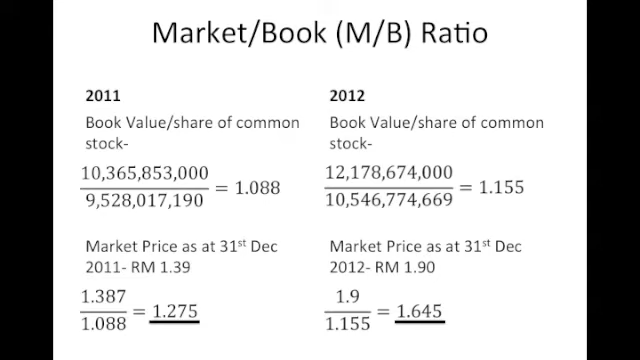 Market/Book (M/B) Ratio
2011
Book Value/share of common
stock-
10,365,853,000
9,528,017,190
= 1.088
Market Price as at 31st Dec
2011- RM 1.39
1.387
1.088
= 1.275
2012
Book Value/share of common
stock-
12,178,674,000
10,546,774,669
= 1.155
Market Price as at 31st Dec
2012- RM 1.90
1.9
1.155
= 1.645